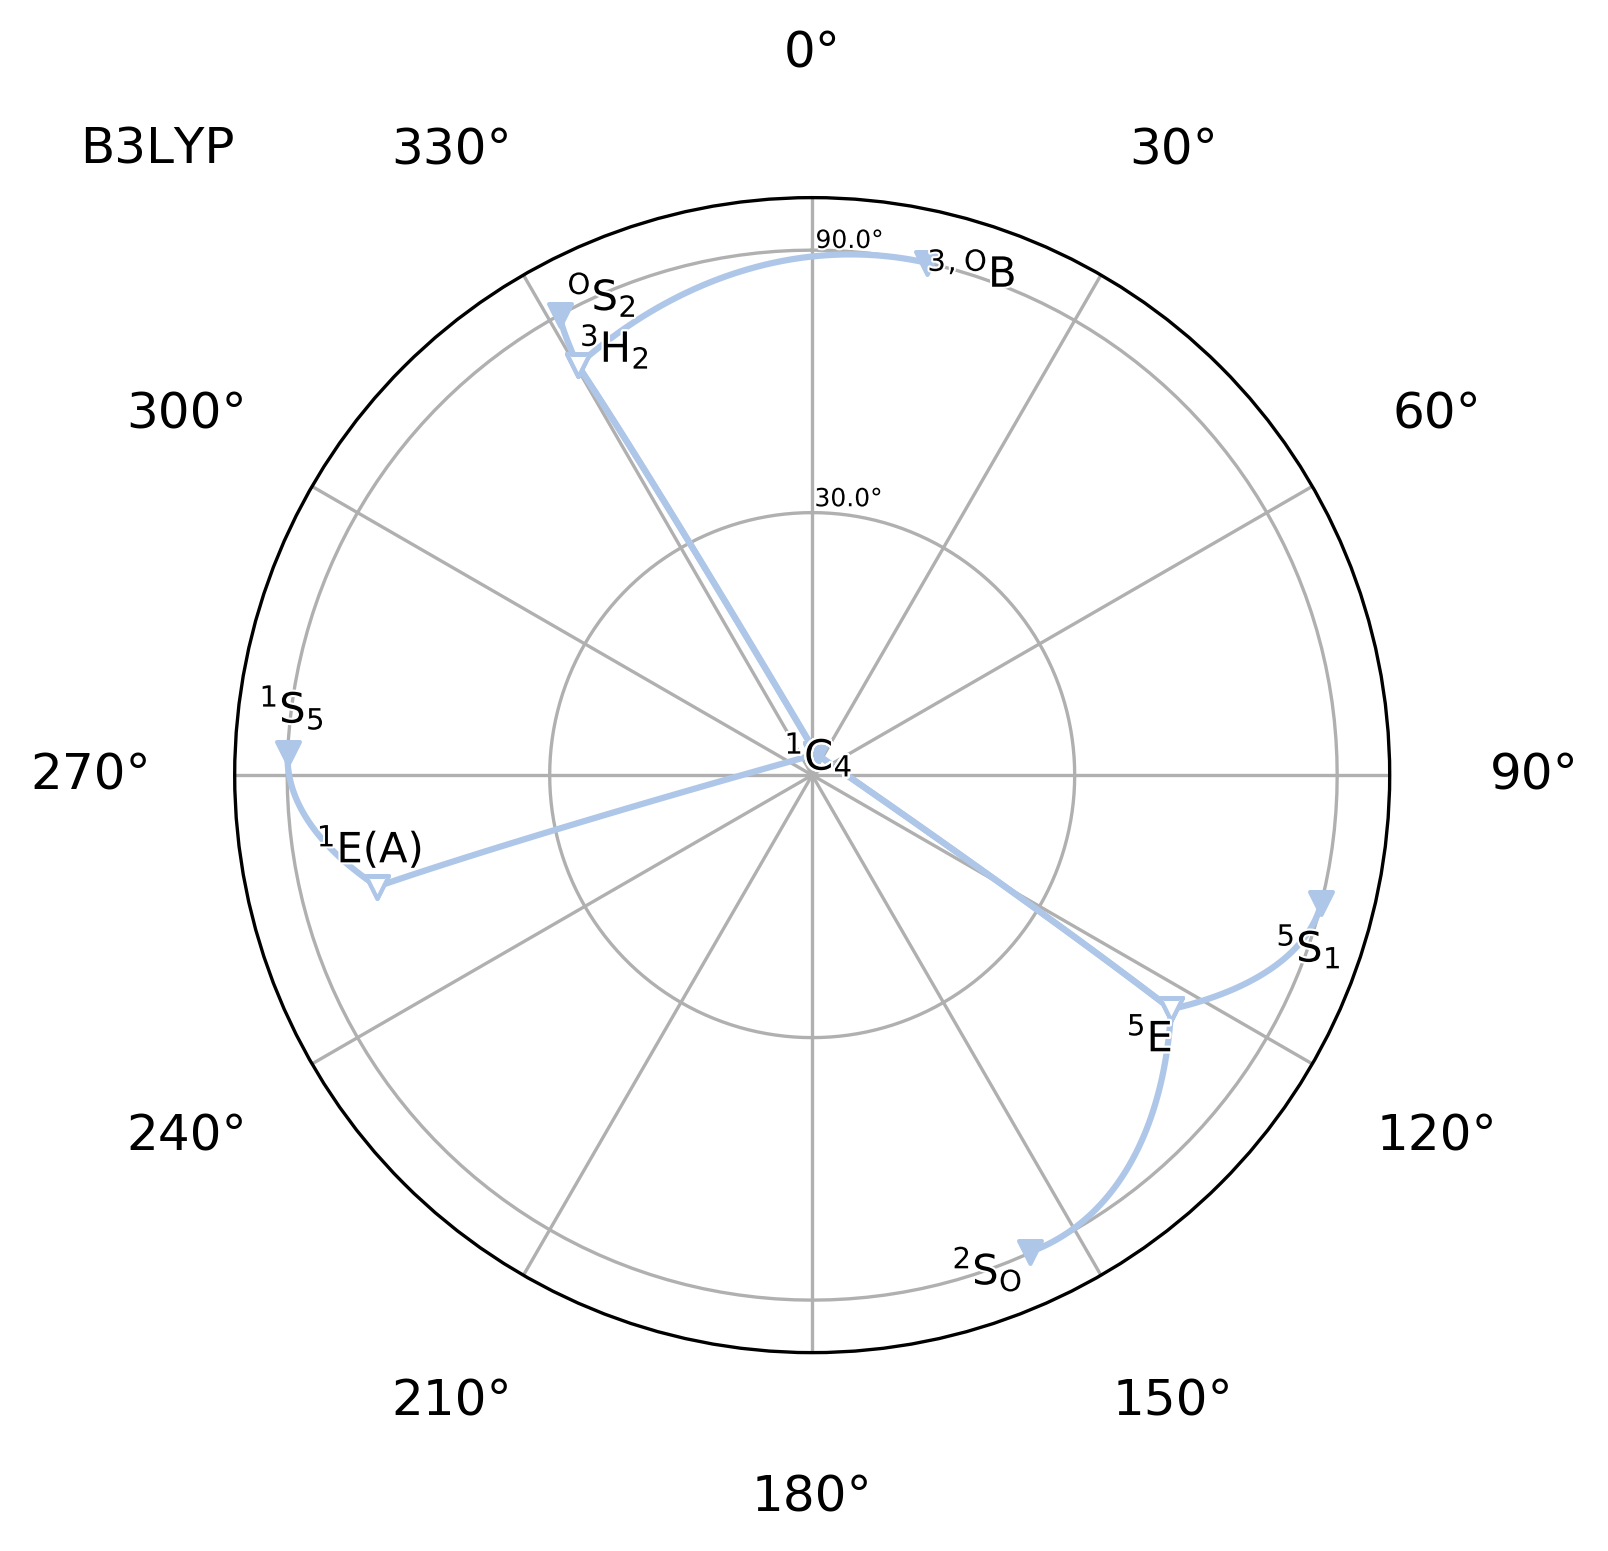 0°
B3LYP
330°
30°
90.0°
³,ᴼB
ᴼS₂
³H₂
300°
60°
30.0°
¹S₅
¹C₄
270°
90°
¹E(A)
⁵S₁
⁵E
240°
120°
²Sₒ
210°
150°
180°